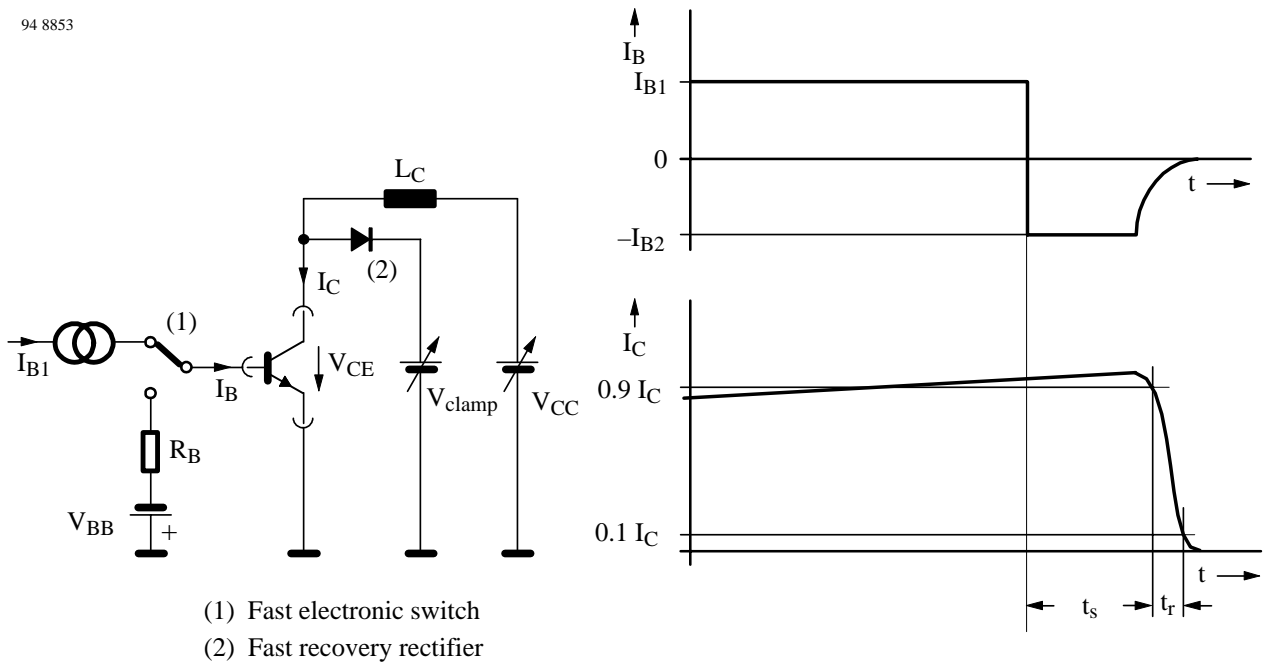 94 8853
I_B
I_B1
0
t
–I_B2
L_C
(2)
I_C
(1)
I_B1
I_B
V_CE
V_clamp
V_CC
R_B
V_BB
+
I_C
0.9 I_C
0.1 I_C
t
t_s
t_r
(1) Fast electronic switch
(2) Fast recovery rectifier